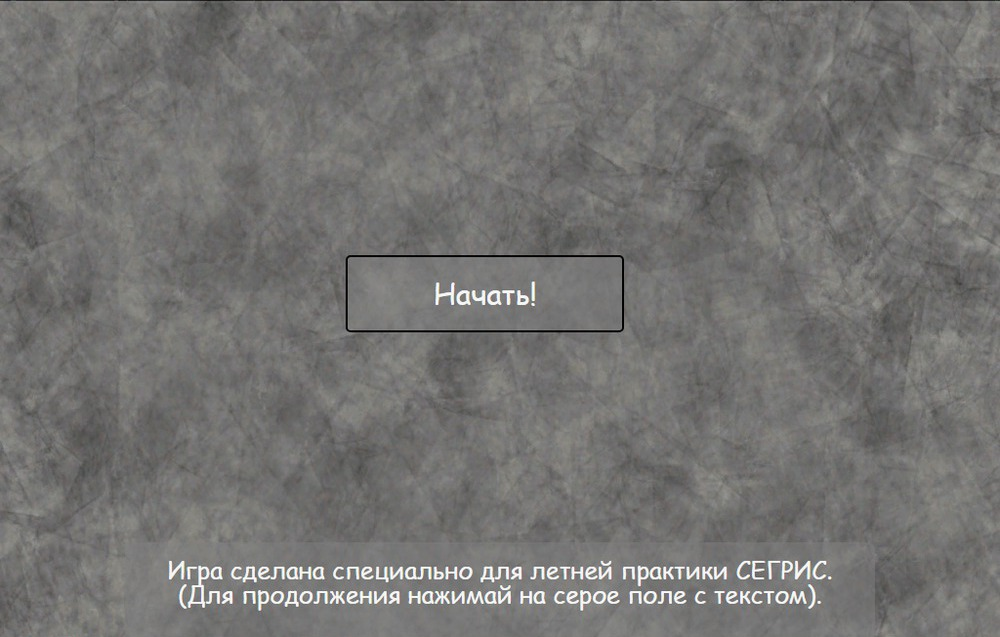 Начать!
Игра сделана специально для летней практики СЕГРИС.
(Для продолжения нажимай на серое поле с текстом).